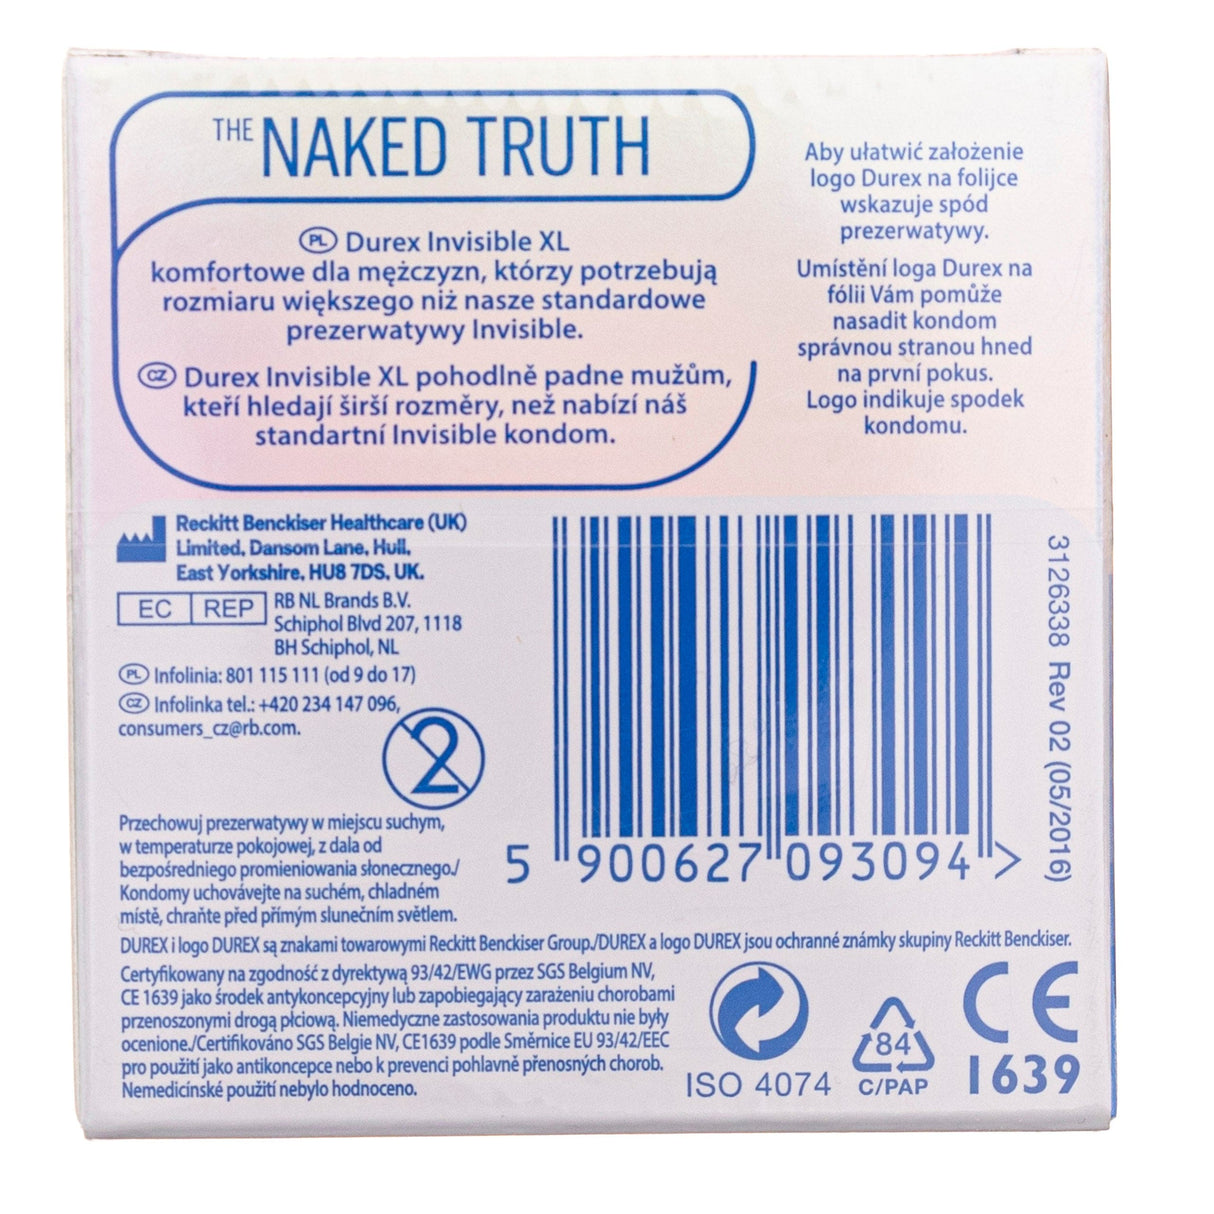 THE NAKED TRUTH
PL Durex Invisible XL
komfortowe dla mężczyzn, którzy potrzebują
rozmiaru większego niż nasze standardowe
prezerwatywy Invisible.
CZ Durex Invisible XL pohodlně padne mužům,
kteří hledají širší rozměry, než nabízí náš
standartní Invisible kondom.
Aby ułatwić założenie
logo Durex na folijce
wskazuje spód
prezerwatywy.
Umístění loga Durex na
fólii Vám pomůže
nasadit kondom
správnou stranou hned
na první pokus.
Logo indikuje spodek
kondomu.
Reckitt Benckiser Healthcare (UK)
Limited, Dansom Lane, Hull,
East Yorkshire, HU8 7DS, UK.
EC REP
RB NL Brands B.V.
Schiphol Blvd 207, 1118
BH Schiphol, NL
PL Infolinia: 801 115 111 (od 9 do 17)
CZ Infolinka tel.: +420 234 147 096,
consumers_cz@rb.com.
2
Przechowuj prezerwatywy w miejscu suchym,
w temperaturze pokojowej, z dala od
bezpośredniego promieniowania słonecznego./
Kondomy uchovávejte na suchém, chladném
místě, chraňte před přímým slunečním světlem.
5 900627 093094 >
3126338 Rev 02 (05/2016)
DUREX i logo DUREX są znakami towarowymi Reckitt Benckiser Group./DUREX a logo DUREX jsou ochranné známky skupiny Reckitt Benckiser.
Certyfikowany na zgodność z dyrektywą 93/42/EWG przez SGS Belgium NV,
CE 1639 jako środek antykoncepcyjny lub zapobiegający zarażeniu chorobami
przenoszonymi drogą płciową. Niemedyczne zastosowania produktu nie były
ocenione./Certifikováno SGS Belgie NV, CE1639 podle Směrnice EU 93/42/EEC
pro použití jako antikoncepce nebo k prevenci pohlavně přenosných chorob.
Nemedicínské použití nebylo hodnoceno.
ISO 4074
84
C/PAP
CE
1639